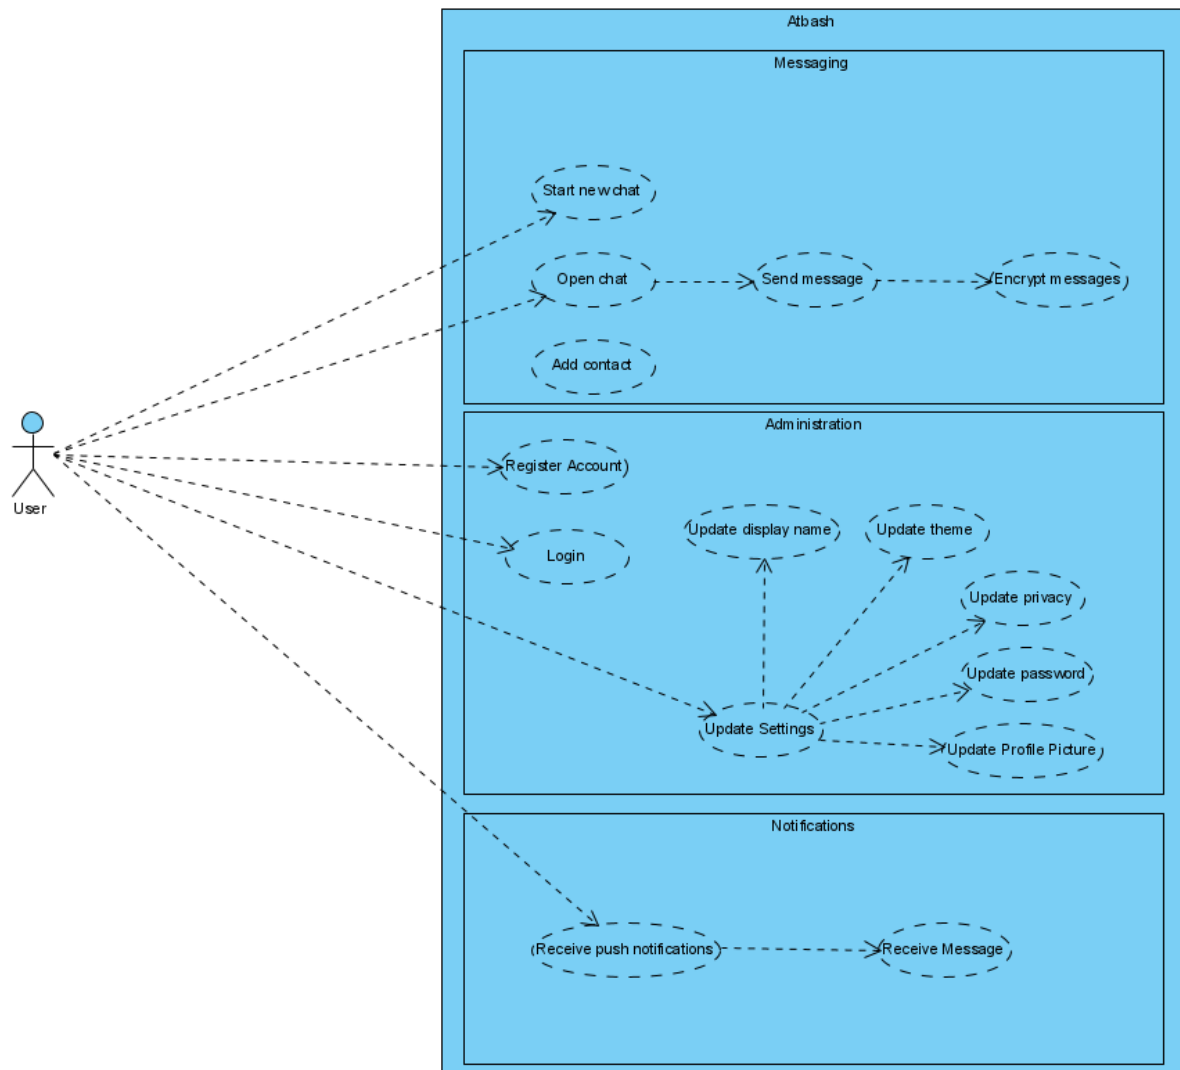 Atbash
Messaging
Start new chat
Open chat
Send message
Encrypt messages
Add contact
User
Administration
Register Account
Login
Update display name
Update theme
Update privacy
Update password
Update Settings
Update Profile Picture
Notifications
Receive push notifications
Receive Message